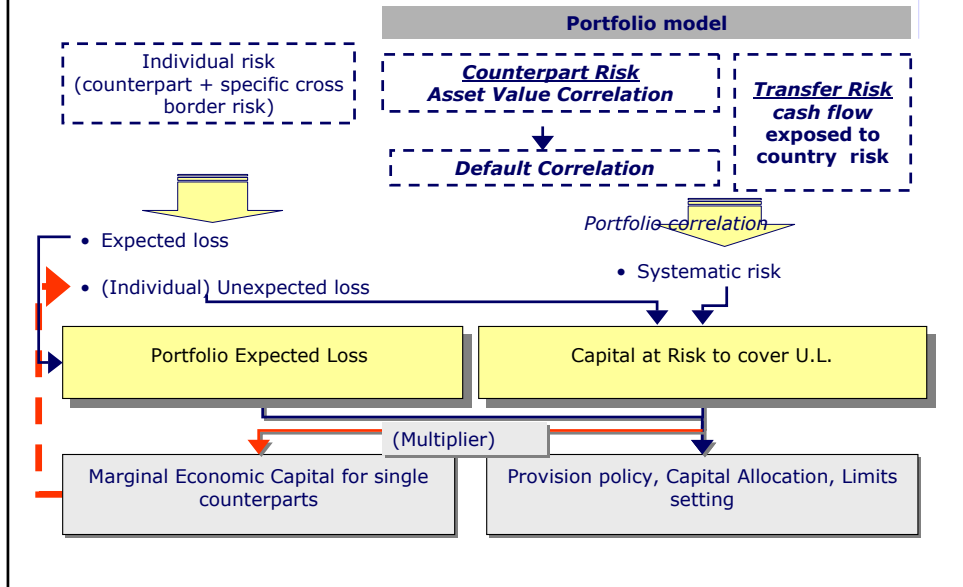 Portfolio model
Individual risk
(counterpart + specific cross
border risk)
Counterpart Risk
Asset Value Correlation
Default Correlation
Transfer Risk
cash flow
exposed to
country risk
Portfolio correlation
• Expected loss
• (Individual) Unexpected loss
• Systematic risk
Portfolio Expected Loss
Capital at Risk to cover U.L.
(Multiplier)
Marginal Economic Capital for single
counterparts
Provision policy, Capital Allocation, Limits
setting